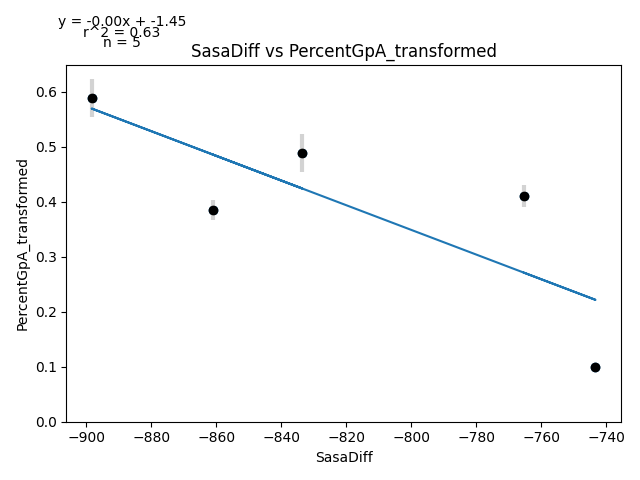 y = -0.00x + -1.45
r^2 = 0.63
n = 5
SasaDiff vs PercentGpA_transformed
PercentGpA_transformed
0.6
0.5
0.4
0.3
0.2
0.1
0.0
−900 −880 −860 −840 −820 −800 −780 −760 −740
SasaDiff